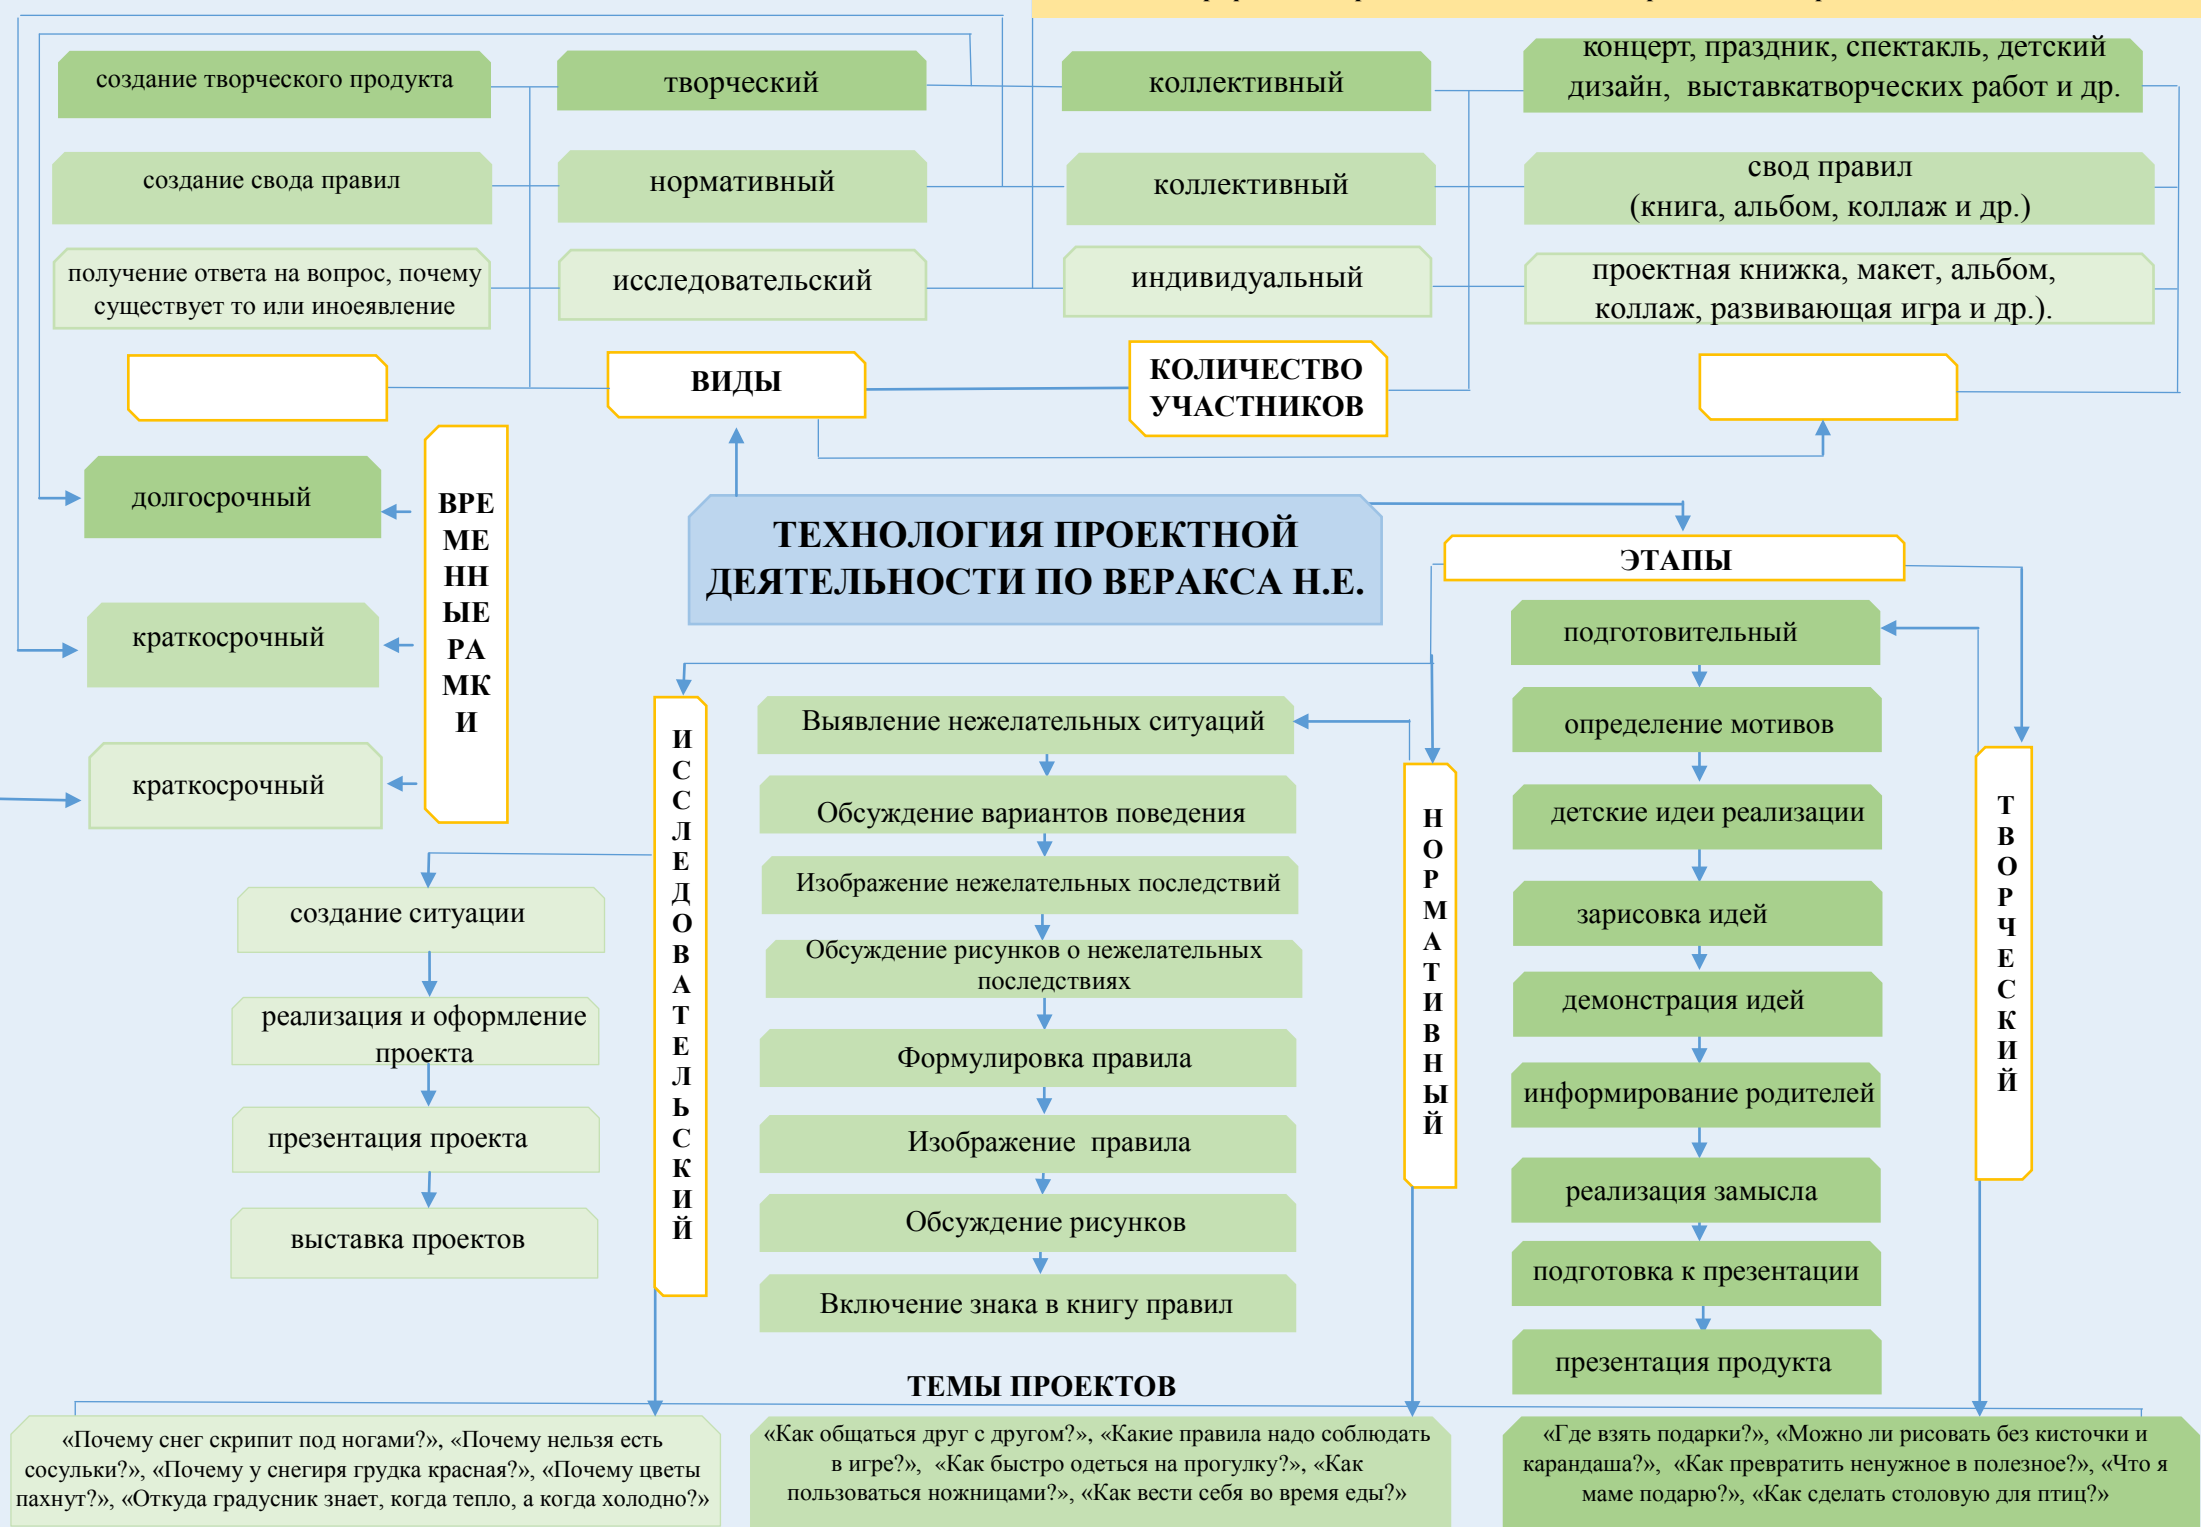 создание творческого продукта
творческий
коллективный
концерт, праздник, спектакль, детский
дизайн, выставкатворческих работ и др.
создание свода правил
нормативный
коллективный
свод правил
(книга, альбом, коллаж и др.)
получение ответа на вопрос, почему
существует то или иноеявление
исследовательский
индивидуальный
проектная книжка, макет, альбом,
коллаж, развивающая игра и др.).
ВИДЫ
КОЛИЧЕСТВО
УЧАСТНИКОВ
ВРЕ
МЕ
НН
ЫЕ
РА
МК
И
долгосрочный
краткосрочный
краткосрочный
ТЕХНОЛОГИЯ ПРОЕКТНОЙ
ДЕЯТЕЛЬНОСТИ ПО ВЕРАКСА Н.Е.
ЭТАПЫ
ИССЛЕДОВАТЕЛЬСКИЙ
создание ситуации
реализация и оформление
проекта
презентация проекта
выставка проектов
НОРМАТИВНЫЙ
Выявление нежелательных ситуаций
Обсуждение вариантов поведения
Изображение нежелательных последствий
Обсуждение рисунков о нежелательных
последствиях
Формулировка правила
Изображение правила
Обсуждение рисунков
Включение знака в книгу правил
ТВОРЧЕСКИЙ
подготовительный
определение мотивов
детские идеи реализации
зарисовка идей
демонстрация идей
информирование родителей
реализация замысла
подготовка к презентации
презентация продукта
ТЕМЫ ПРОЕКТОВ
«Почему снег скрипит под ногами?», «Почему нельзя есть
сосульки?», «Почему у снегиря грудка красная?», «Почему цветы
пахнут?», «Откуда градусник знает, когда тепло, а когда холодно?»
«Как общаться друг с другом?», «Какие правила надо соблюдать
в игре?», «Как быстро одеться на прогулку?», «Как
пользоваться ножницами?», «Как вести себя во время еды?»
«Где взять подарки?», «Можно ли рисовать без кисточки и
карандаша?», «Как превратить ненужное в полезное?», «Что я
маме подарю?», «Как сделать столовую для птиц?»